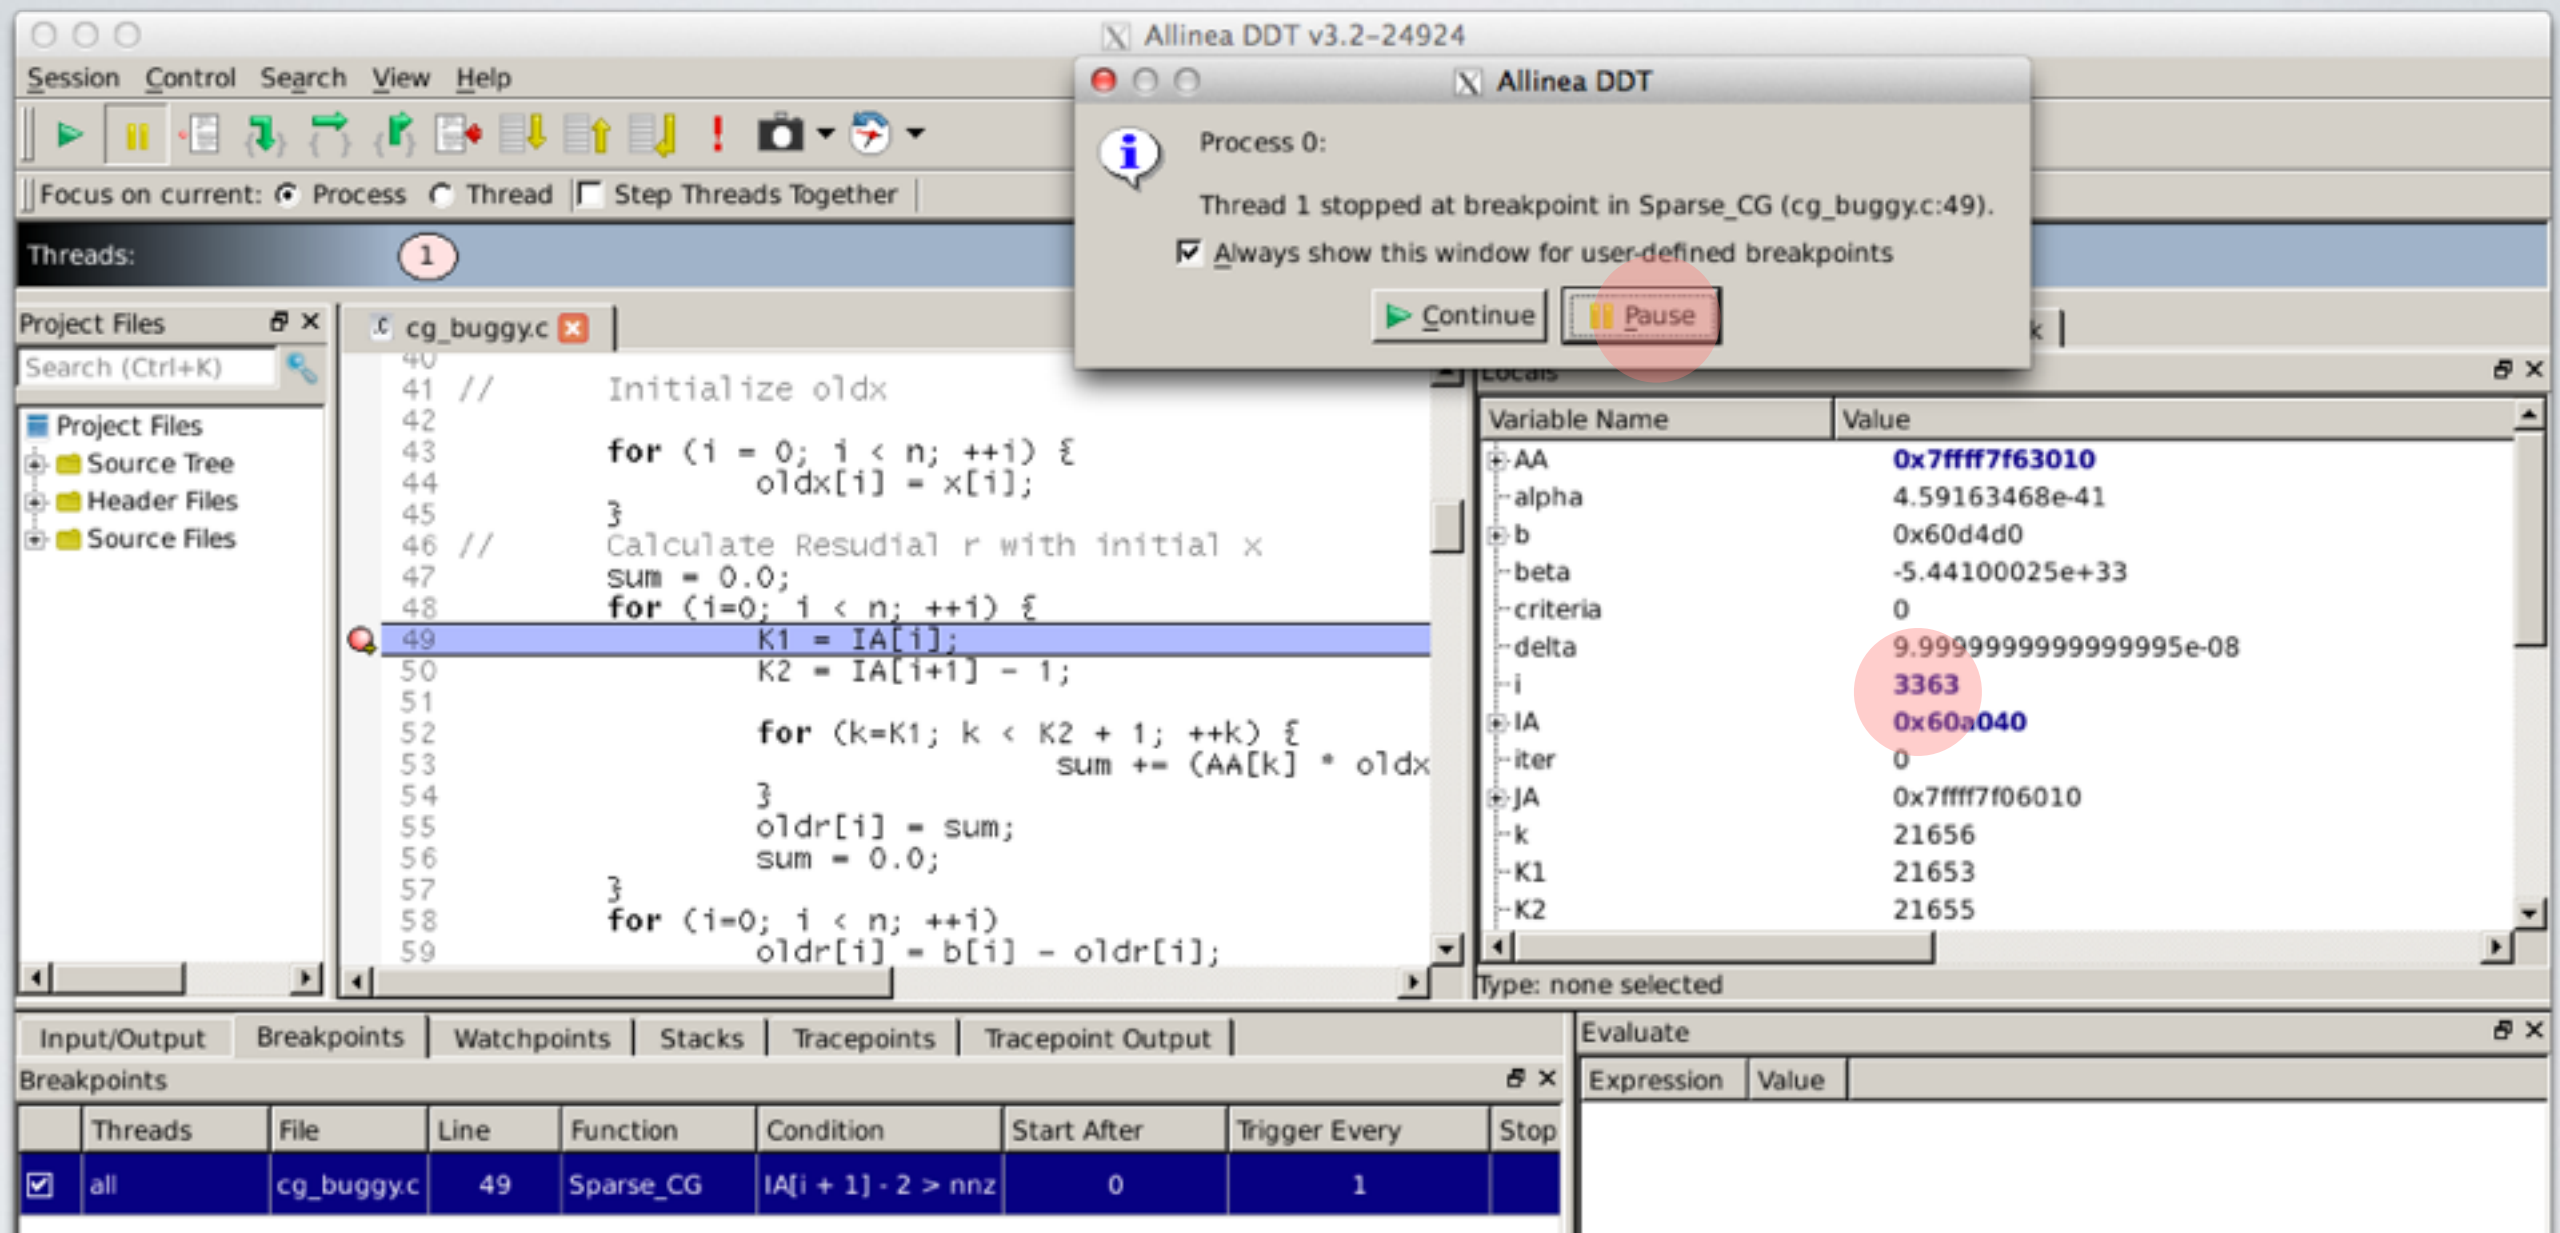 Allinea DDT v3.2-24924
Session Control Search View Help
Allinea DDT
Process 0:
Thread 1 stopped at breakpoint in Sparse_CG (cg_buggy.c:49).
Always show this window for user-defined breakpoints
Continue
Pause
Focus on current: Process Thread Step Threads Together
Threads: 1
Project Files
Search (Ctrl+K)
Project Files
Source Tree
Header Files
Source Files
cg_buggy.c
40
41 // Initialize oldx
42
43 for (i = 0; i < n; ++i) {
44 oldx[i] = x[i];
45 }
46 // Calculate Resudial r with initial x
47 sum = 0.0;
48 for (i=0; i < n; ++i) {
49 K1 = IA[i];
50 K2 = IA[i+1] - 1;
51
52 for (k=K1; k < K2 + 1; ++k) {
53 sum += (AA[k] * oldx
54 }
55 oldr[i] = sum;
56 sum = 0.0;
57 }
58 for (i=0; i < n; ++i)
59 oldr[i] = b[i] - oldr[i];
k
Locals
Variable Name Value
AA 0x7ffff7f63010
alpha 4.59163468e-41
b 0x60d4d0
beta -5.44100025e+33
criteria 0
delta 9.9999999999999995e-08
i 3363
IA 0x60a040
iter 0
JA 0x7ffff7f06010
k 21656
K1 21653
K2 21655
Type: none selected
Input/Output Breakpoints Watchpoints Stacks Tracepoints Tracepoint Output
Breakpoints
Threads File Line Function Condition Start After Trigger Every Stop
all cg_buggy.c 49 Sparse_CG IA[i + 1] - 2 > nnz 0 1
Evaluate
Expression Value